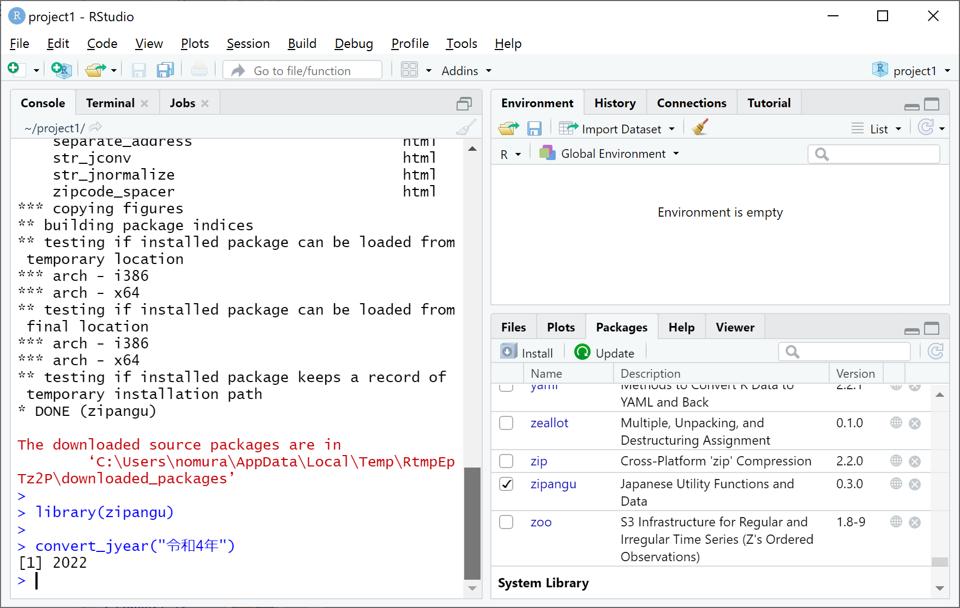 project1 - RStudio
File Edit Code View Plots Session Build Debug Profile Tools Help
Go to file/function Addins project1
Console Terminal Jobs
~/project1/
separate_address html
str_jconv html
str_jnormalize html
zipcode_spacer html
*** copying figures
** building package indices
** testing if installed package can be loaded from
temporary location
*** arch - i386
*** arch - x64
** testing if installed package can be loaded from
final location
*** arch - i386
*** arch - x64
** testing if installed package keeps a record of
temporary installation path
* DONE (zipangu)
The downloaded source packages are in
‘C:\Users\nomura\AppData\Local\Temp\RtmpEp
Tz2P\downloaded_packages’
>
> library(zipangu)
>
> convert_jyear("令和4年")
[1] 2022
>
Environment History Connections Tutorial
Import Dataset List
R Global Environment
Environment is empty
Files Plots Packages Help Viewer
Install Update
Name Description Version
yaml Methods to Convert R Data to 2.2.1
YAML and Back
zeallot Multiple, Unpacking, and 0.1.0
Destructuring Assignment
zip Cross-Platform 'zip' Compression 2.2.0
zipangu Japanese Utility Functions and 0.3.0
Data
zoo S3 Infrastructure for Regular and 1.8-9
Irregular Time Series (Z's Ordered
Observations)
System Library